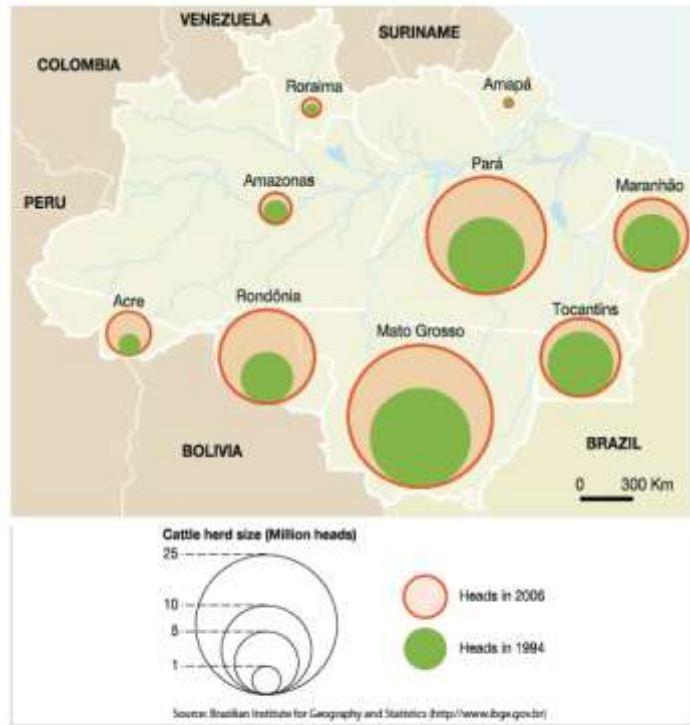 VENEZUELA
SURINAME
COLOMBIA
Roraima
Amapá
Pará
Amazonas
Maranhão
PERU
Acre
Rondônia
Tocantins
Mato Grosso
BOLIVIA
BRAZIL
0 300 Km
Cattle herd size (Million heads)
25
10
5
1
Heads in 2006
Heads in 1994
Source: Brazilian Institute for Geography and Statistics (http://www.ibge.gov.br)